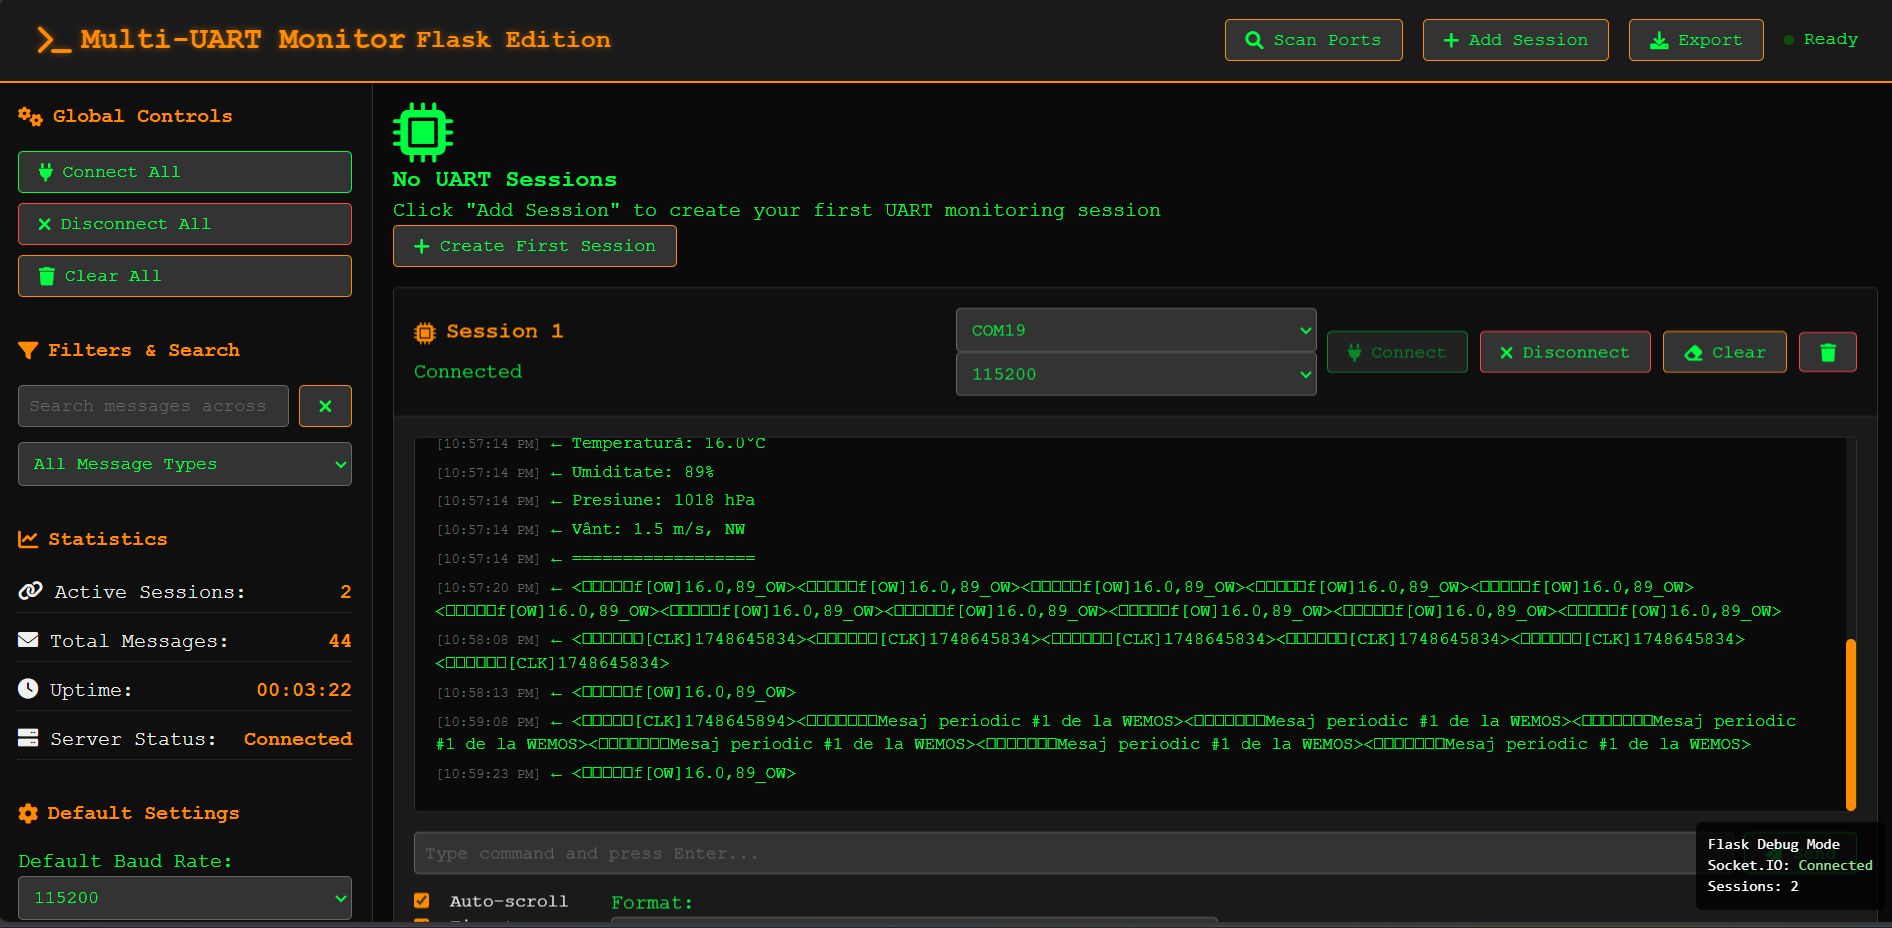 Multi-UART Monitor Flask Edition
Scan Ports
Add Session
Export
Ready
Global Controls
Connect All
Disconnect All
Clear All
Filters & Search
Search messages across
All Message Types
Statistics
Active Sessions: 2
Total Messages: 44
Uptime: 00:03:22
Server Status: Connected
Default Settings
Default Baud Rate:
115200
No UART Sessions
Click "Add Session" to create your first UART monitoring session
Create First Session
Session 1
Connected
COM19
115200
Connect
Disconnect
Clear
[10:57:14 PM] ← Temperatură: 16.0°C
[10:57:14 PM] ← Umiditate: 89%
[10:57:14 PM] ← Presiune: 1018 hPa
[10:57:14 PM] ← Vânt: 1.5 m/s, NW
[10:57:14 PM] ← ==================
[10:57:20 PM] ← <□□□□□f[OW]16.0,89_OW><□□□□□f[OW]16.0,89_OW><□□□□□f[OW]16.0,89_OW><□□□□□f[OW]16.0,89_OW><□□□□□f[OW]16.0,89_OW>
<□□□□□f[OW]16.0,89_OW><□□□□□f[OW]16.0,89_OW><□□□□□f[OW]16.0,89_OW><□□□□□f[OW]16.0,89_OW><□□□□□f[OW]16.0,89_OW><□□□□□f[OW]16.0,89_OW>
[10:58:08 PM] ← <□□□□□□[CLK]1748645834><□□□□□□[CLK]1748645834><□□□□□□[CLK]1748645834><□□□□□□[CLK]1748645834><□□□□□□[CLK]1748645834>
<□□□□□□[CLK]1748645834>
[10:58:13 PM] ← <□□□□□f[OW]16.0,89_OW>
[10:59:08 PM] ← <□□□□□[CLK]1748645894><□□□□□□□Mesaj periodic #1 de la WEMOS><□□□□□□□Mesaj periodic #1 de la WEMOS><□□□□□□□Mesaj periodic
#1 de la WEMOS><□□□□□□□Mesaj periodic #1 de la WEMOS><□□□□□□□Mesaj periodic #1 de la WEMOS><□□□□□□□Mesaj periodic #1 de la WEMOS>
[10:59:23 PM] ← <□□□□□f[OW]16.0,89_OW>
Type command and press Enter...
Auto-scroll
Format:
Flask Debug Mode
Socket.IO: Connected
Sessions: 2